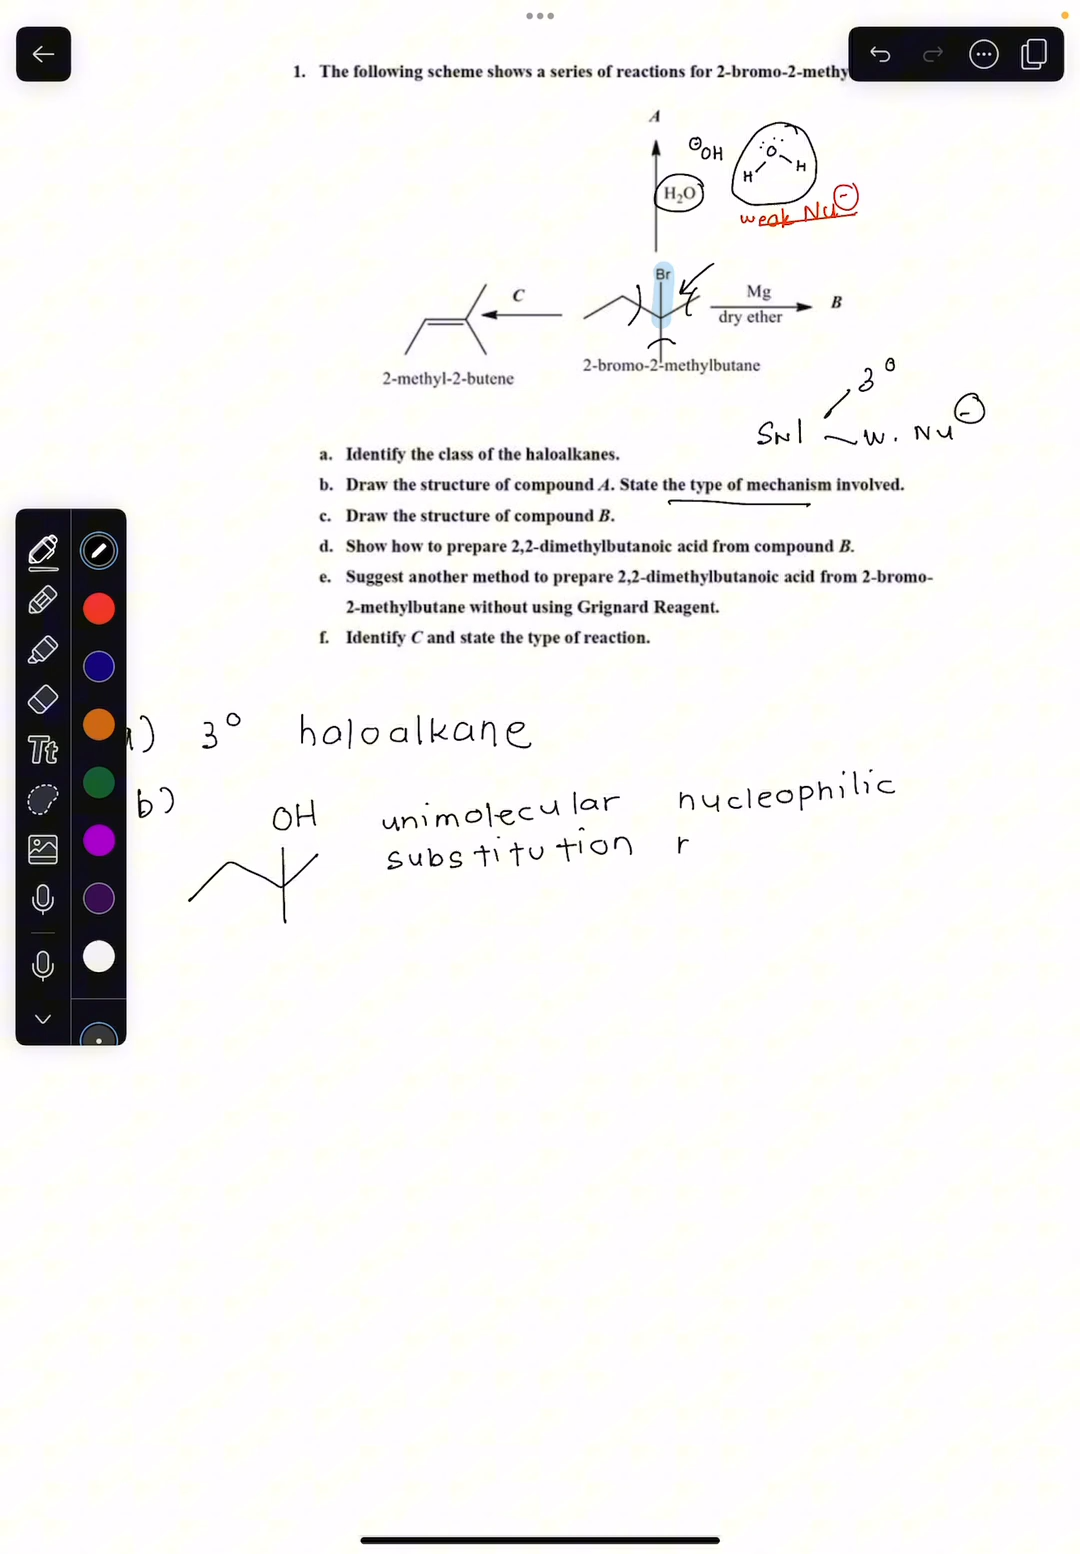 1. The following scheme shows a series of reactions for 2-bromo-2-methy
A
⊖OH
:O:
H H
H₂O
weak Nu⊖
Br
C
Mg
dry ether
B
2-methyl-2-butene
2-bromo-2-methylbutane
3°
SN1 w. Nu⊖
a. Identify the class of the haloalkanes.
b. Draw the structure of compound A. State the type of mechanism involved.
c. Draw the structure of compound B.
d. Show how to prepare 2,2-dimethylbutanoic acid from compound B.
e. Suggest another method to prepare 2,2-dimethylbutanoic acid from 2-bromo-
2-methylbutane without using Grignard Reagent.
f. Identify C and state the type of reaction.
Tt
) 3° haloalkane
b)
OH unimolecular nucleophilic
substitution r